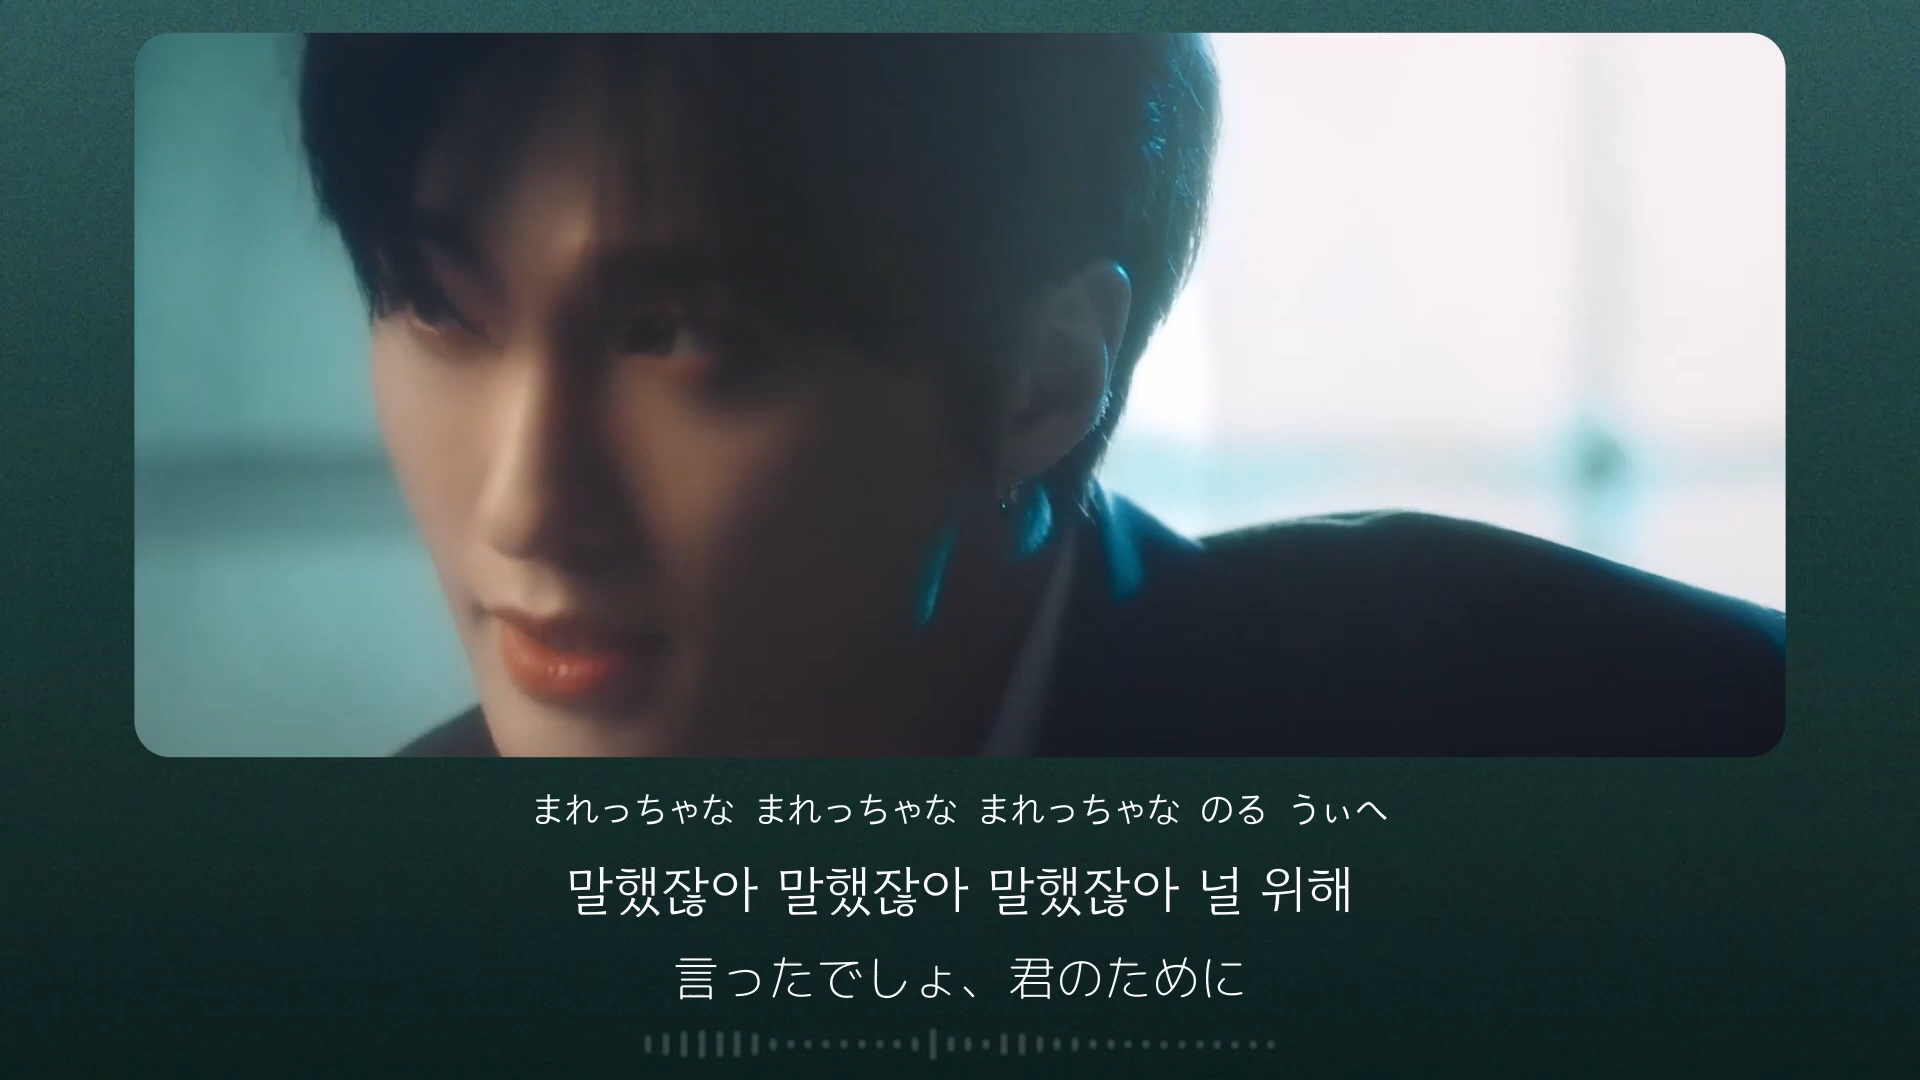 まれっちゃな まれっちゃな まれっちゃな のる うぃへ
말했잖아 말했잖아 말했잖아 널 위해
言ったでしょ、君のために